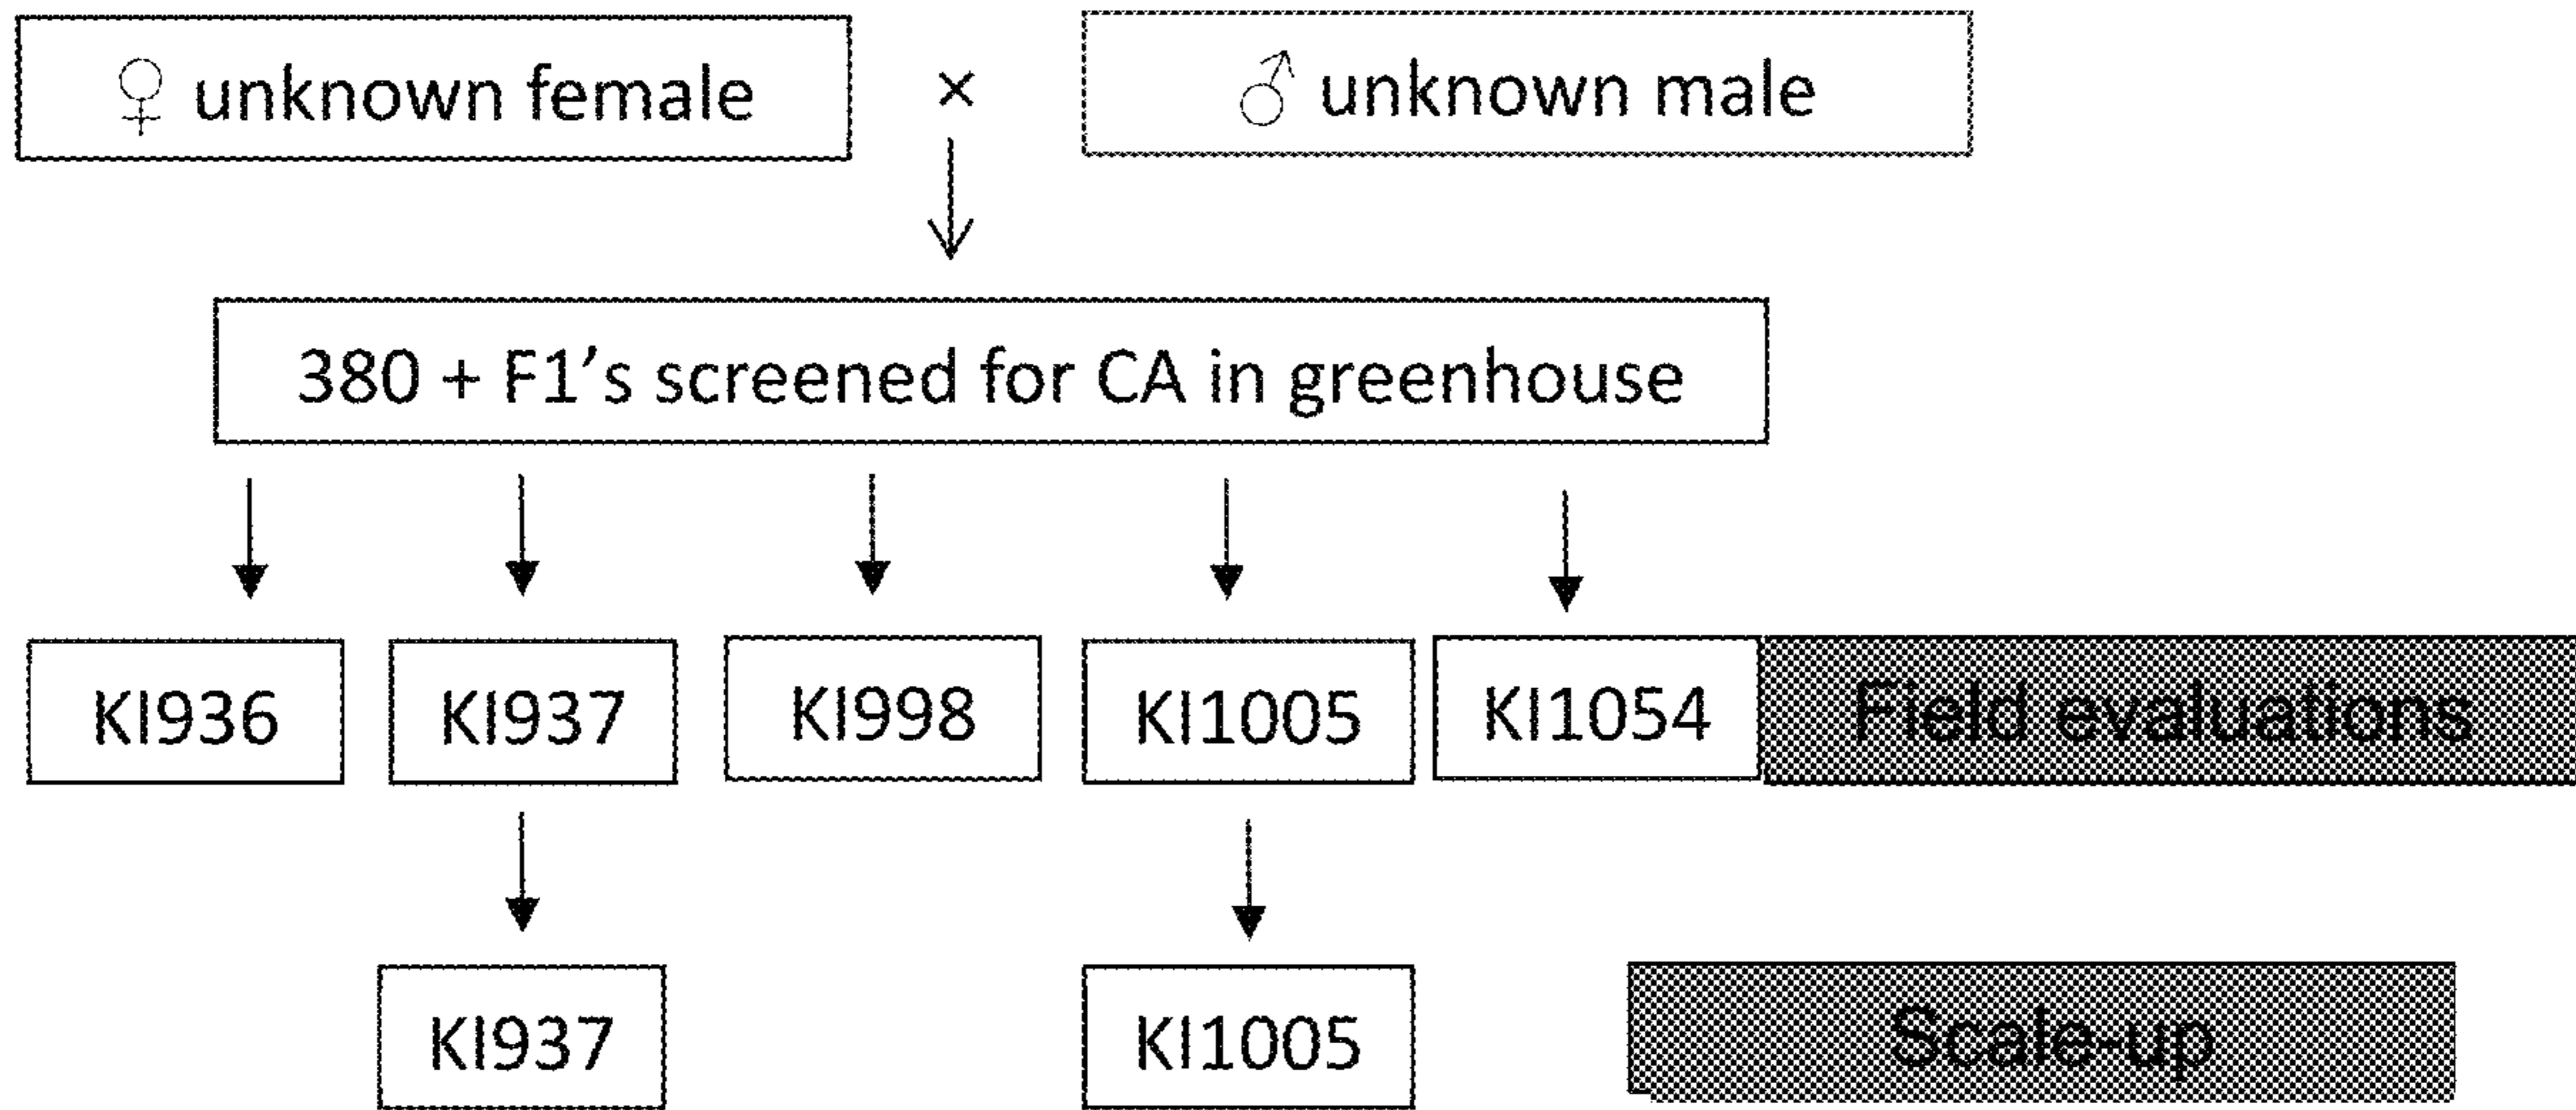 ♀ unknown female × ♂ unknown male
380 + F1's screened for CA in greenhouse
KI936 KI937 KI998 KI1005 KI1054 Field evaluations
KI937 KI1005 Scale-up